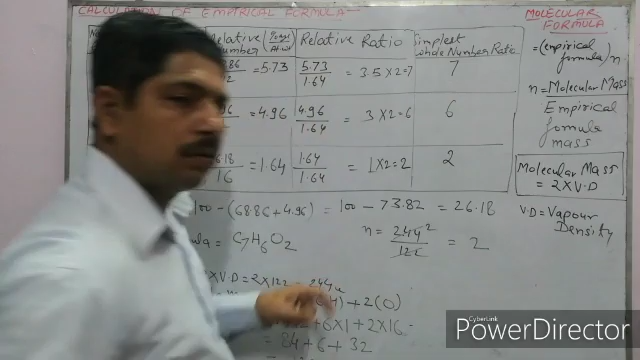 CALCULATION OF EMPIRICAL FORMULA
MOLECULAR
FORMULA
= (empirical
formula)n
n = Molecular Mass
Empirical
formula
mass
Molecular Mass
= 2 X V.D
V.D = Vapour
Density
Relative
Number
Relative Ratio
Simplest
whole Number Ratio
= 5.73
5.73
1.64
= 3.5 X 2 = 7
7
= 4.96
4.96
1.64
= 3 X 2 = 6
6
6.18
16
= 1.64
1.64
1.64
= 1 X 2 = 2
2
100 - (68.86 + 4.96) = 100 - 73.82 = 26.18
= C7H6O2
n = 244
= 2
X V.D = 2 X 122 = 244u
+ 2(O)
+ 6 X 1 + 2 X 16
= 84 + 6 + 32
CyberLink
PowerDirector